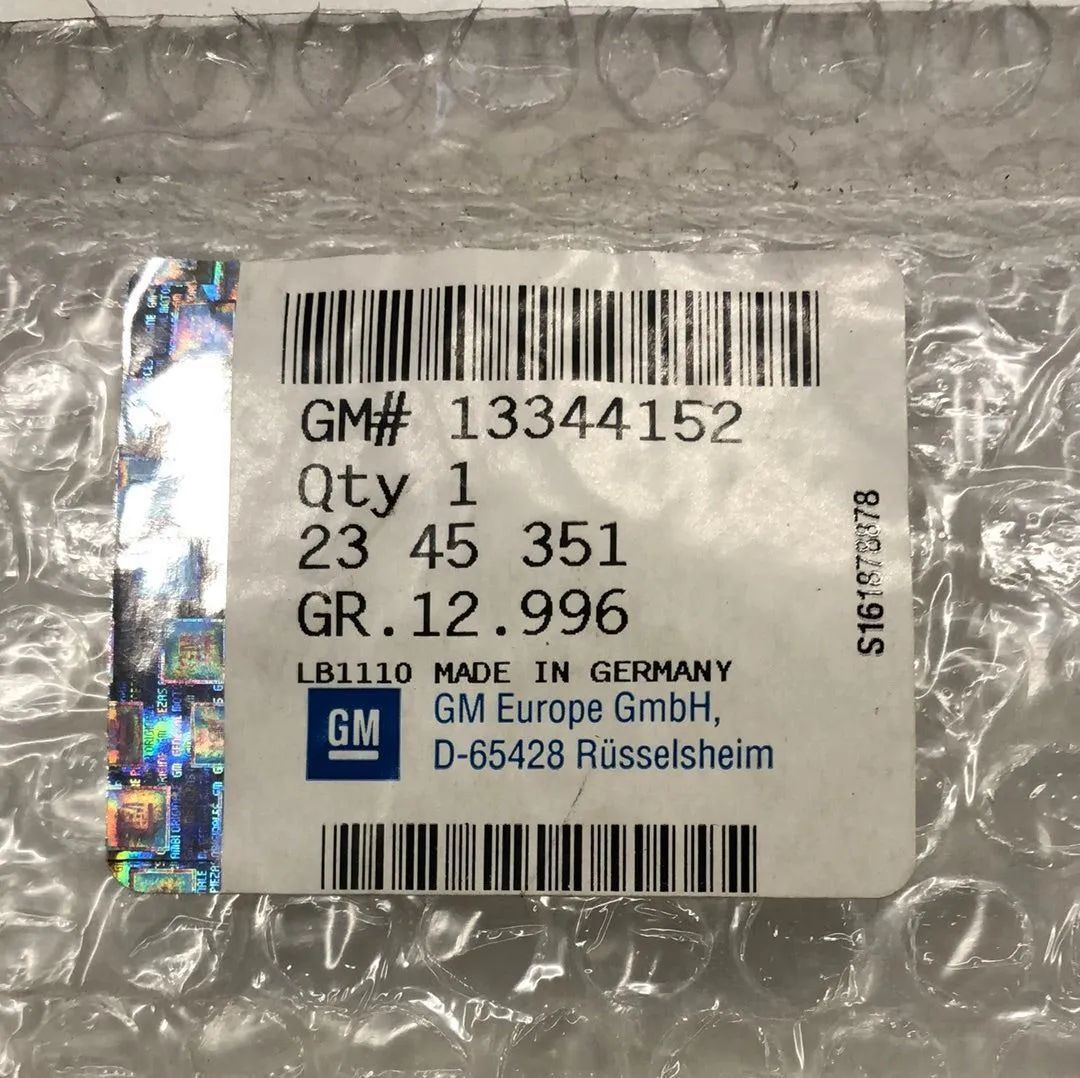 GM# 13344152
Qty 1
23 45 351
GR.12.996
LB1110 MADE IN GERMANY
GM
GM Europe GmbH,
D-65428 Rüsselsheim
S16187B878